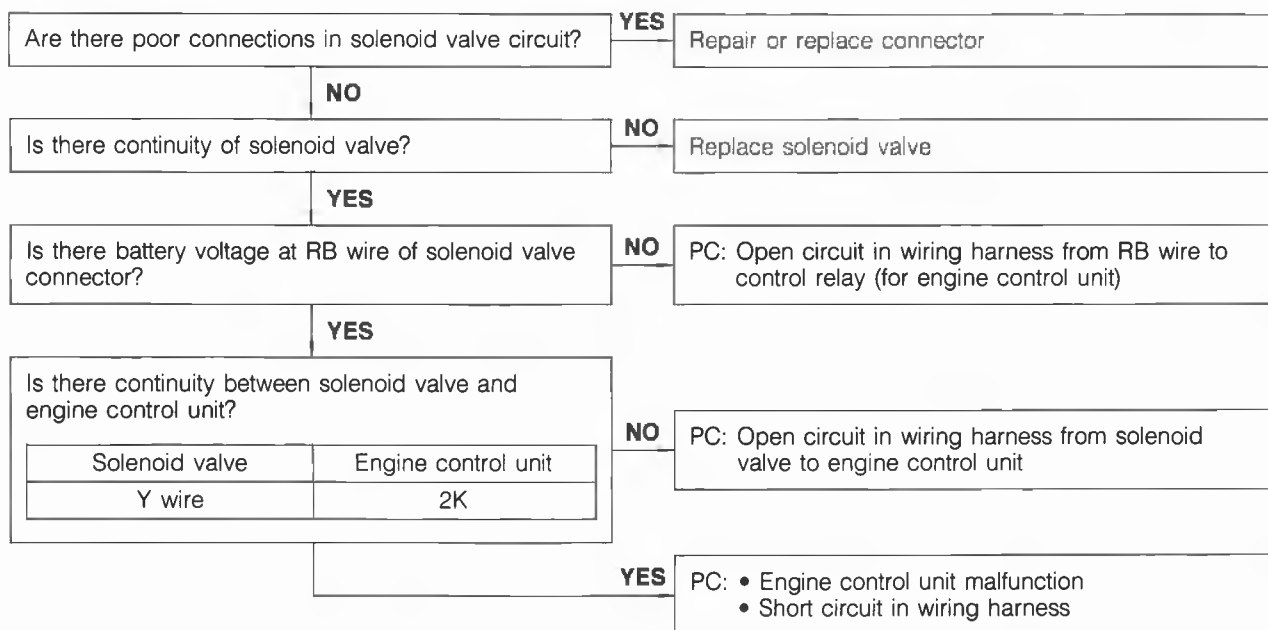 Are there poor connections in solenoid valve circuit?
YES
Repair or replace connector
NO
Is there continuity of solenoid valve?
NO
Replace solenoid valve
YES
Is there battery voltage at RB wire of solenoid valve
connector?
NO
PC: Open circuit in wiring harness from RB wire to
control relay (for engine control unit)
YES
Is there continuity between solenoid valve and
engine control unit?
Solenoid valve Engine control unit
Y wire 2K
NO
PC: Open circuit in wiring harness from solenoid
valve to engine control unit
YES
PC: • Engine control unit malfunction
• Short circuit in wiring harness